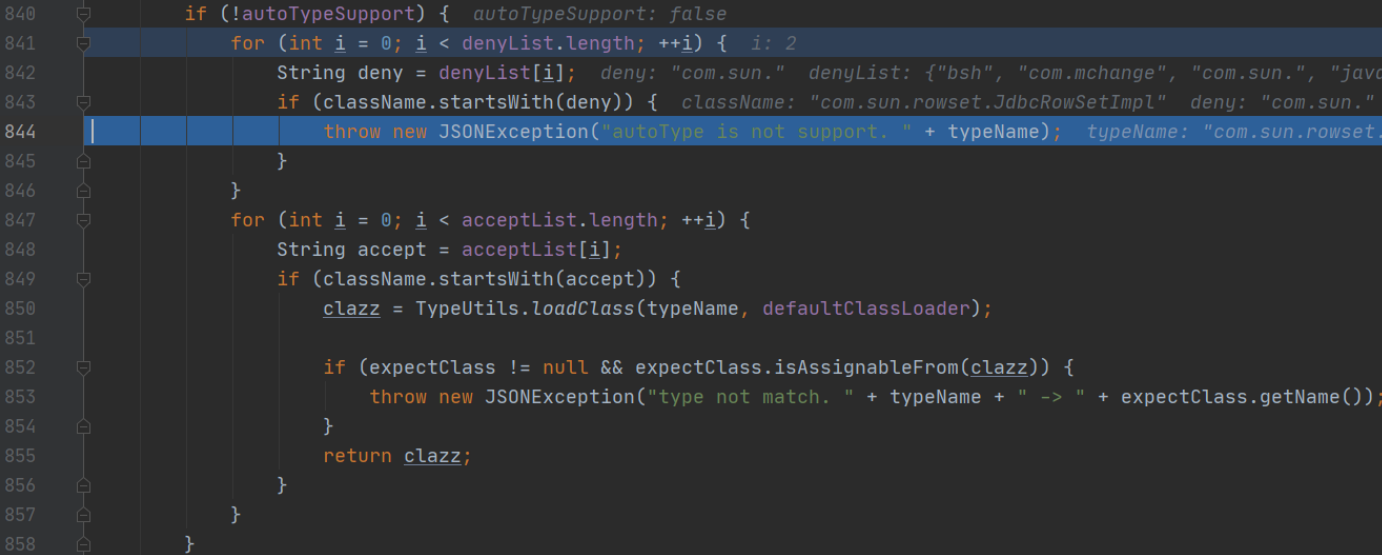 840 if (!autoTypeSupport) { autoTypeSupport: false
841 for (int i = 0; i < denyList.length; ++i) { i: 2
842 String deny = denyList[i]; deny: "com.sun." denyList: {"bsh", "com.mchange", "com.sun.", "java
843 if (className.startsWith(deny)) { className: "com.sun.rowset.JdbcRowSetImpl" deny: "com.sun."
844 throw new JSONException("autoType is not support. " + typeName); typeName: "com.sun.rowset.
845 }
846 }
847 for (int i = 0; i < acceptList.length; ++i) {
848 String accept = acceptList[i];
849 if (className.startsWith(accept)) {
850 clazz = TypeUtils.loadClass(typeName, defaultClassLoader);
851
852 if (expectClass != null && expectClass.isAssignableFrom(clazz)) {
853 throw new JSONException("type not match. " + typeName + " -> " + expectClass.getName());
854 }
855 return clazz;
856 }
857 }
858 }